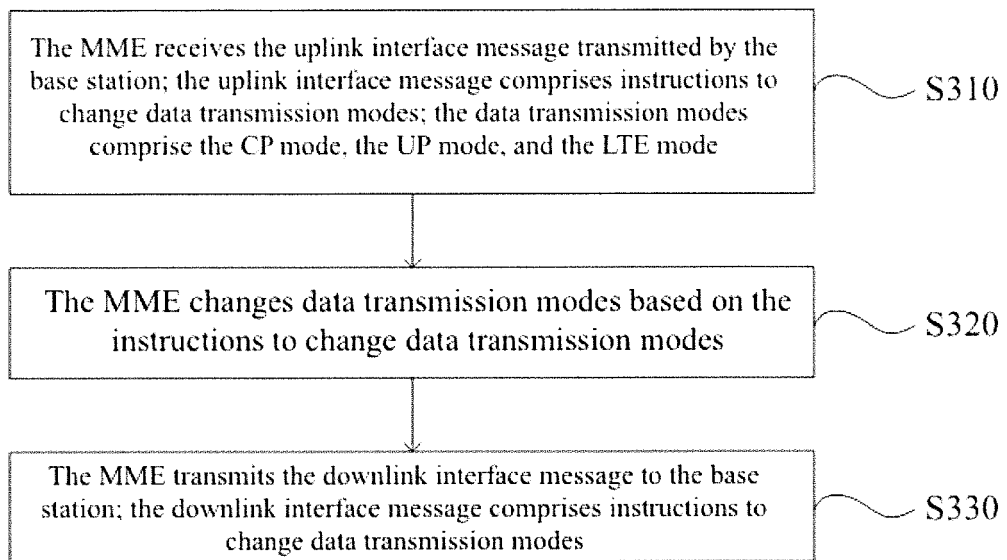 The MME receives the uplink interface message transmitted by the
base station; the uplink interface message comprises instructions to
change data transmission modes; the data transmission modes
comprise the CP mode, the UP mode, and the LTE mode
S310
The MME changes data transmission modes based on the
instructions to change data transmission modes
S320
The MME transmits the downlink interface message to the base
station; the downlink interface message comprises instructions to
change data transmission modes
S330